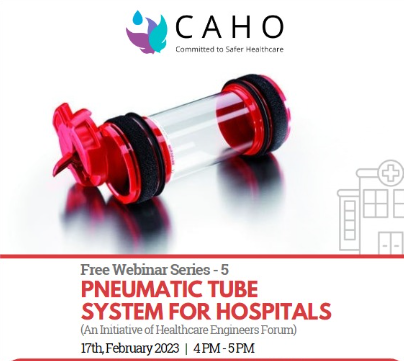 CAHO
Committed to Safer Healthcare
Free Webinar Series - 5
PNEUMATIC TUBE
SYSTEM FOR HOSPITALS
(An Initiative of Healthcare Engineers Forum)
17th, February 2023 | 4 PM - 5 PM